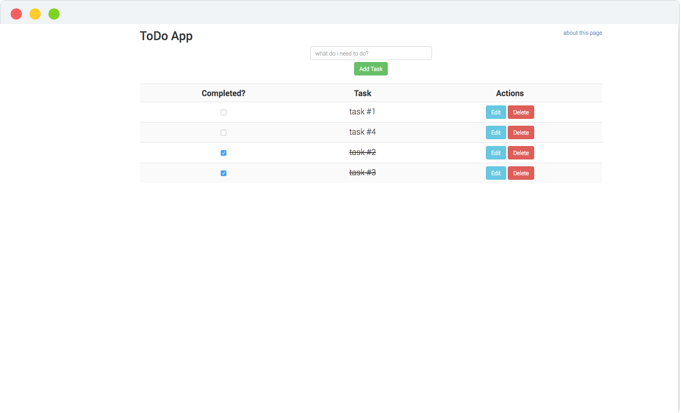 ToDo App
about this page
what do i need to do?
Add Task
Completed? Task Actions
task #1 Edit Delete
task #4 Edit Delete
task #2 Edit Delete
task #3 Edit Delete